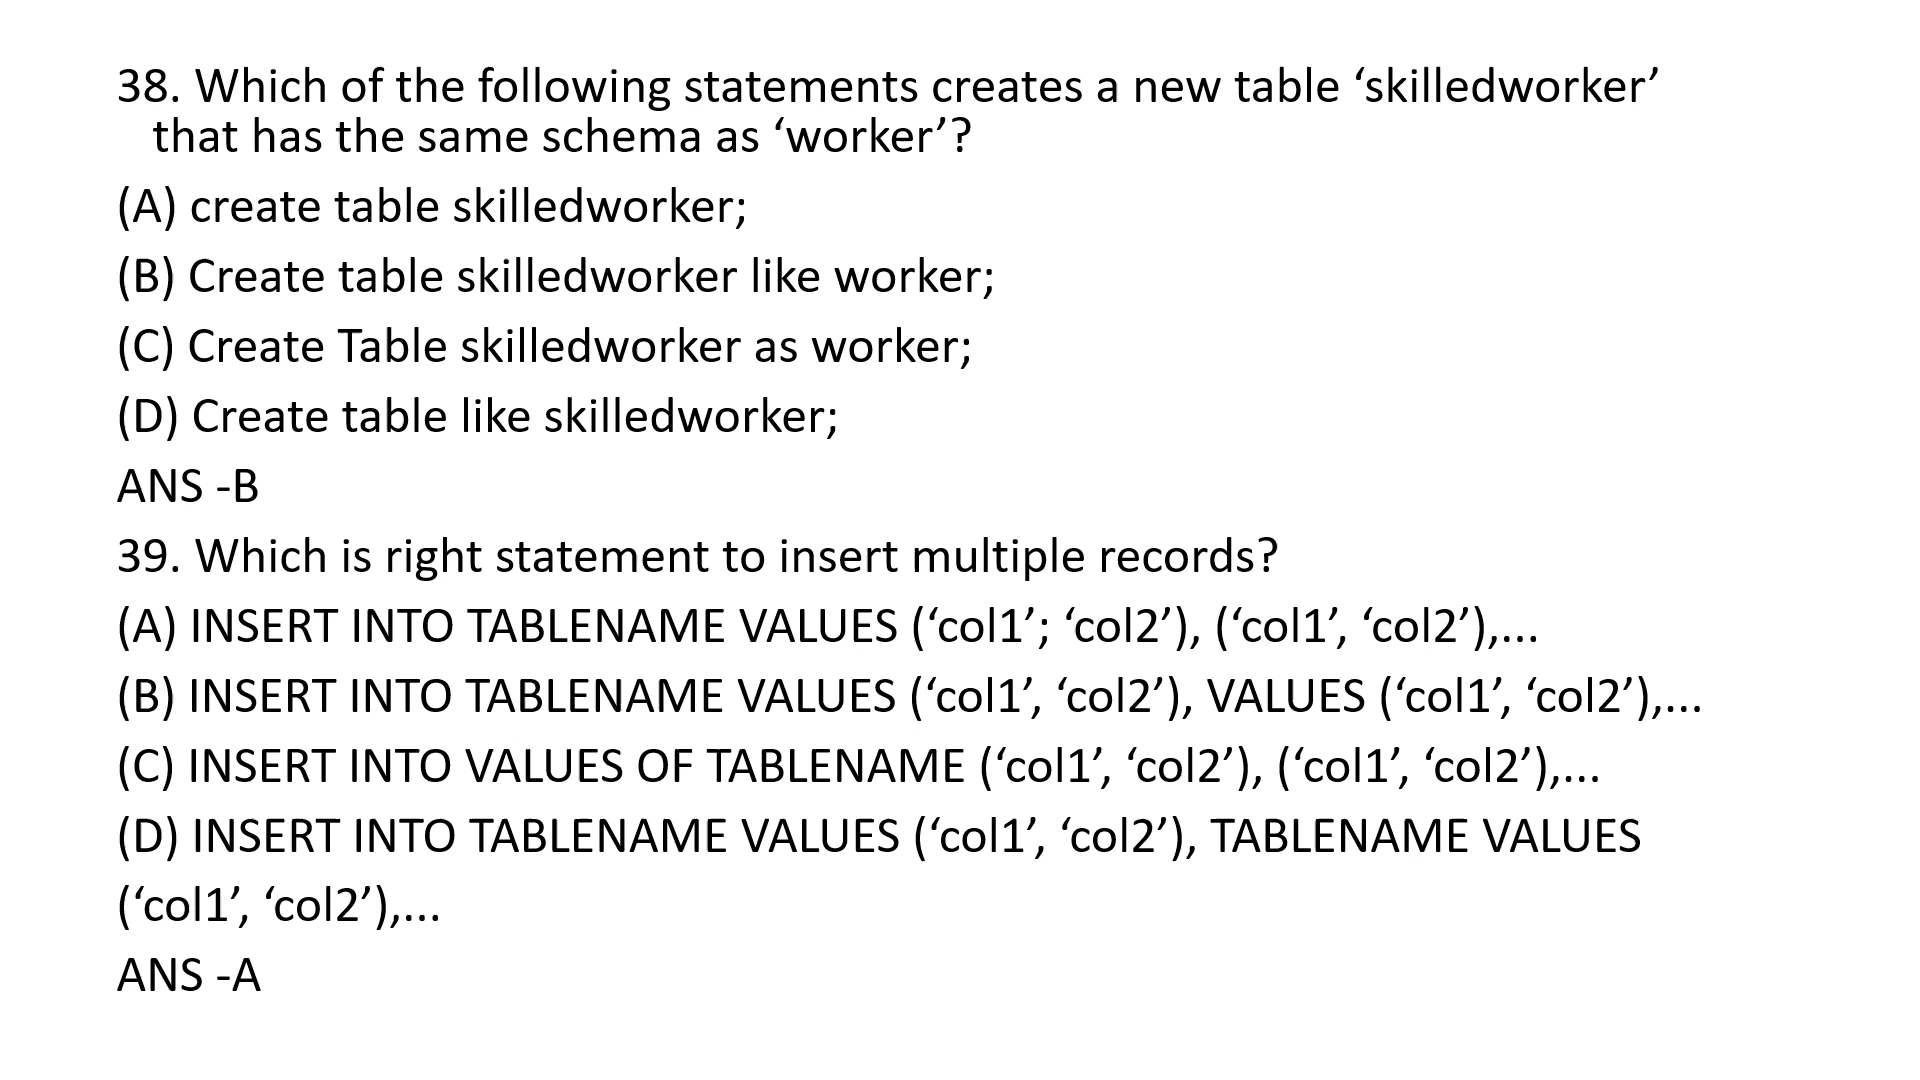 38. Which of the following statements creates a new table ‘skilledworker’
that has the same schema as ‘worker’?
(A) create table skilledworker;
(B) Create table skilledworker like worker;
(C) Create Table skilledworker as worker;
(D) Create table like skilledworker;
ANS -B
39. Which is right statement to insert multiple records?
(A) INSERT INTO TABLENAME VALUES (‘col1’; ‘col2’), (‘col1’, ‘col2’),...
(B) INSERT INTO TABLENAME VALUES (‘col1’, ‘col2’), VALUES (‘col1’, ‘col2’),...
(C) INSERT INTO VALUES OF TABLENAME (‘col1’, ‘col2’), (‘col1’, ‘col2’),...
(D) INSERT INTO TABLENAME VALUES (‘col1’, ‘col2’), TABLENAME VALUES
(‘col1’, ‘col2’),...
ANS -A